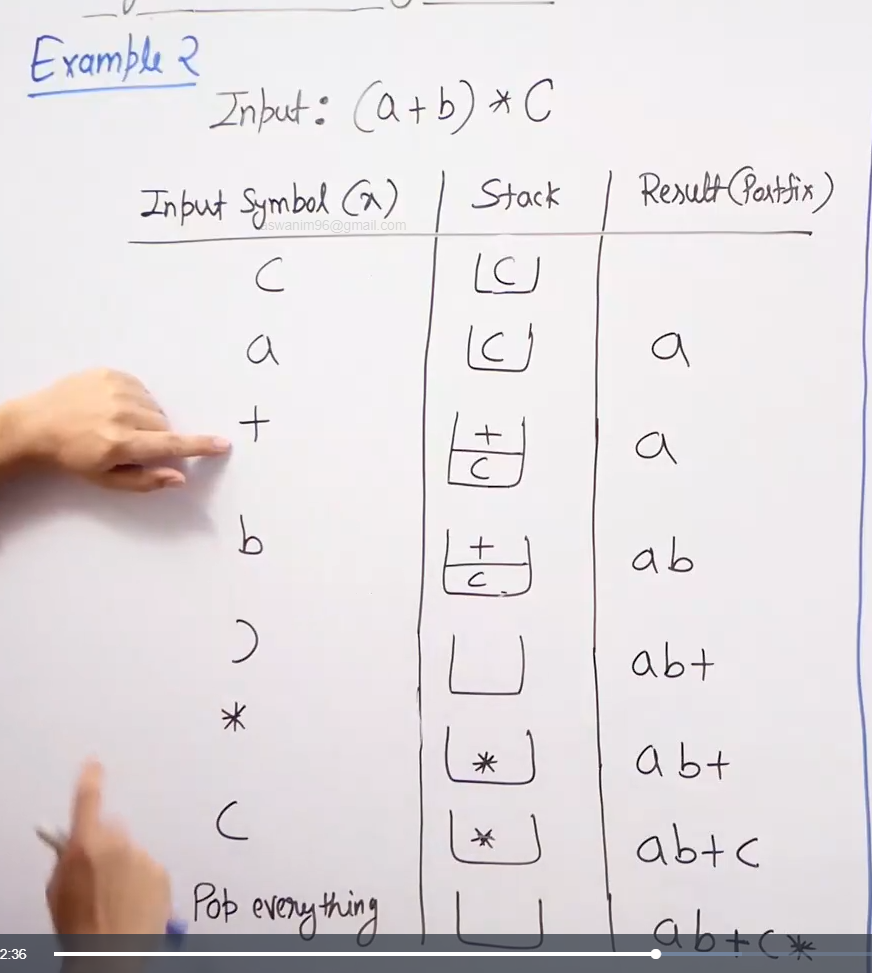 Example 2
Input: (a+b) * C
Input Symbol (x) | Stack | Result (Postfix)
aswanim96@gmail.com
( | (
a | ( | a
+ | + ( | a
b | + ( | ab
) | | ab+
* | * | ab+
C | * | ab+c
Pop everything | | ab+c*
2:36